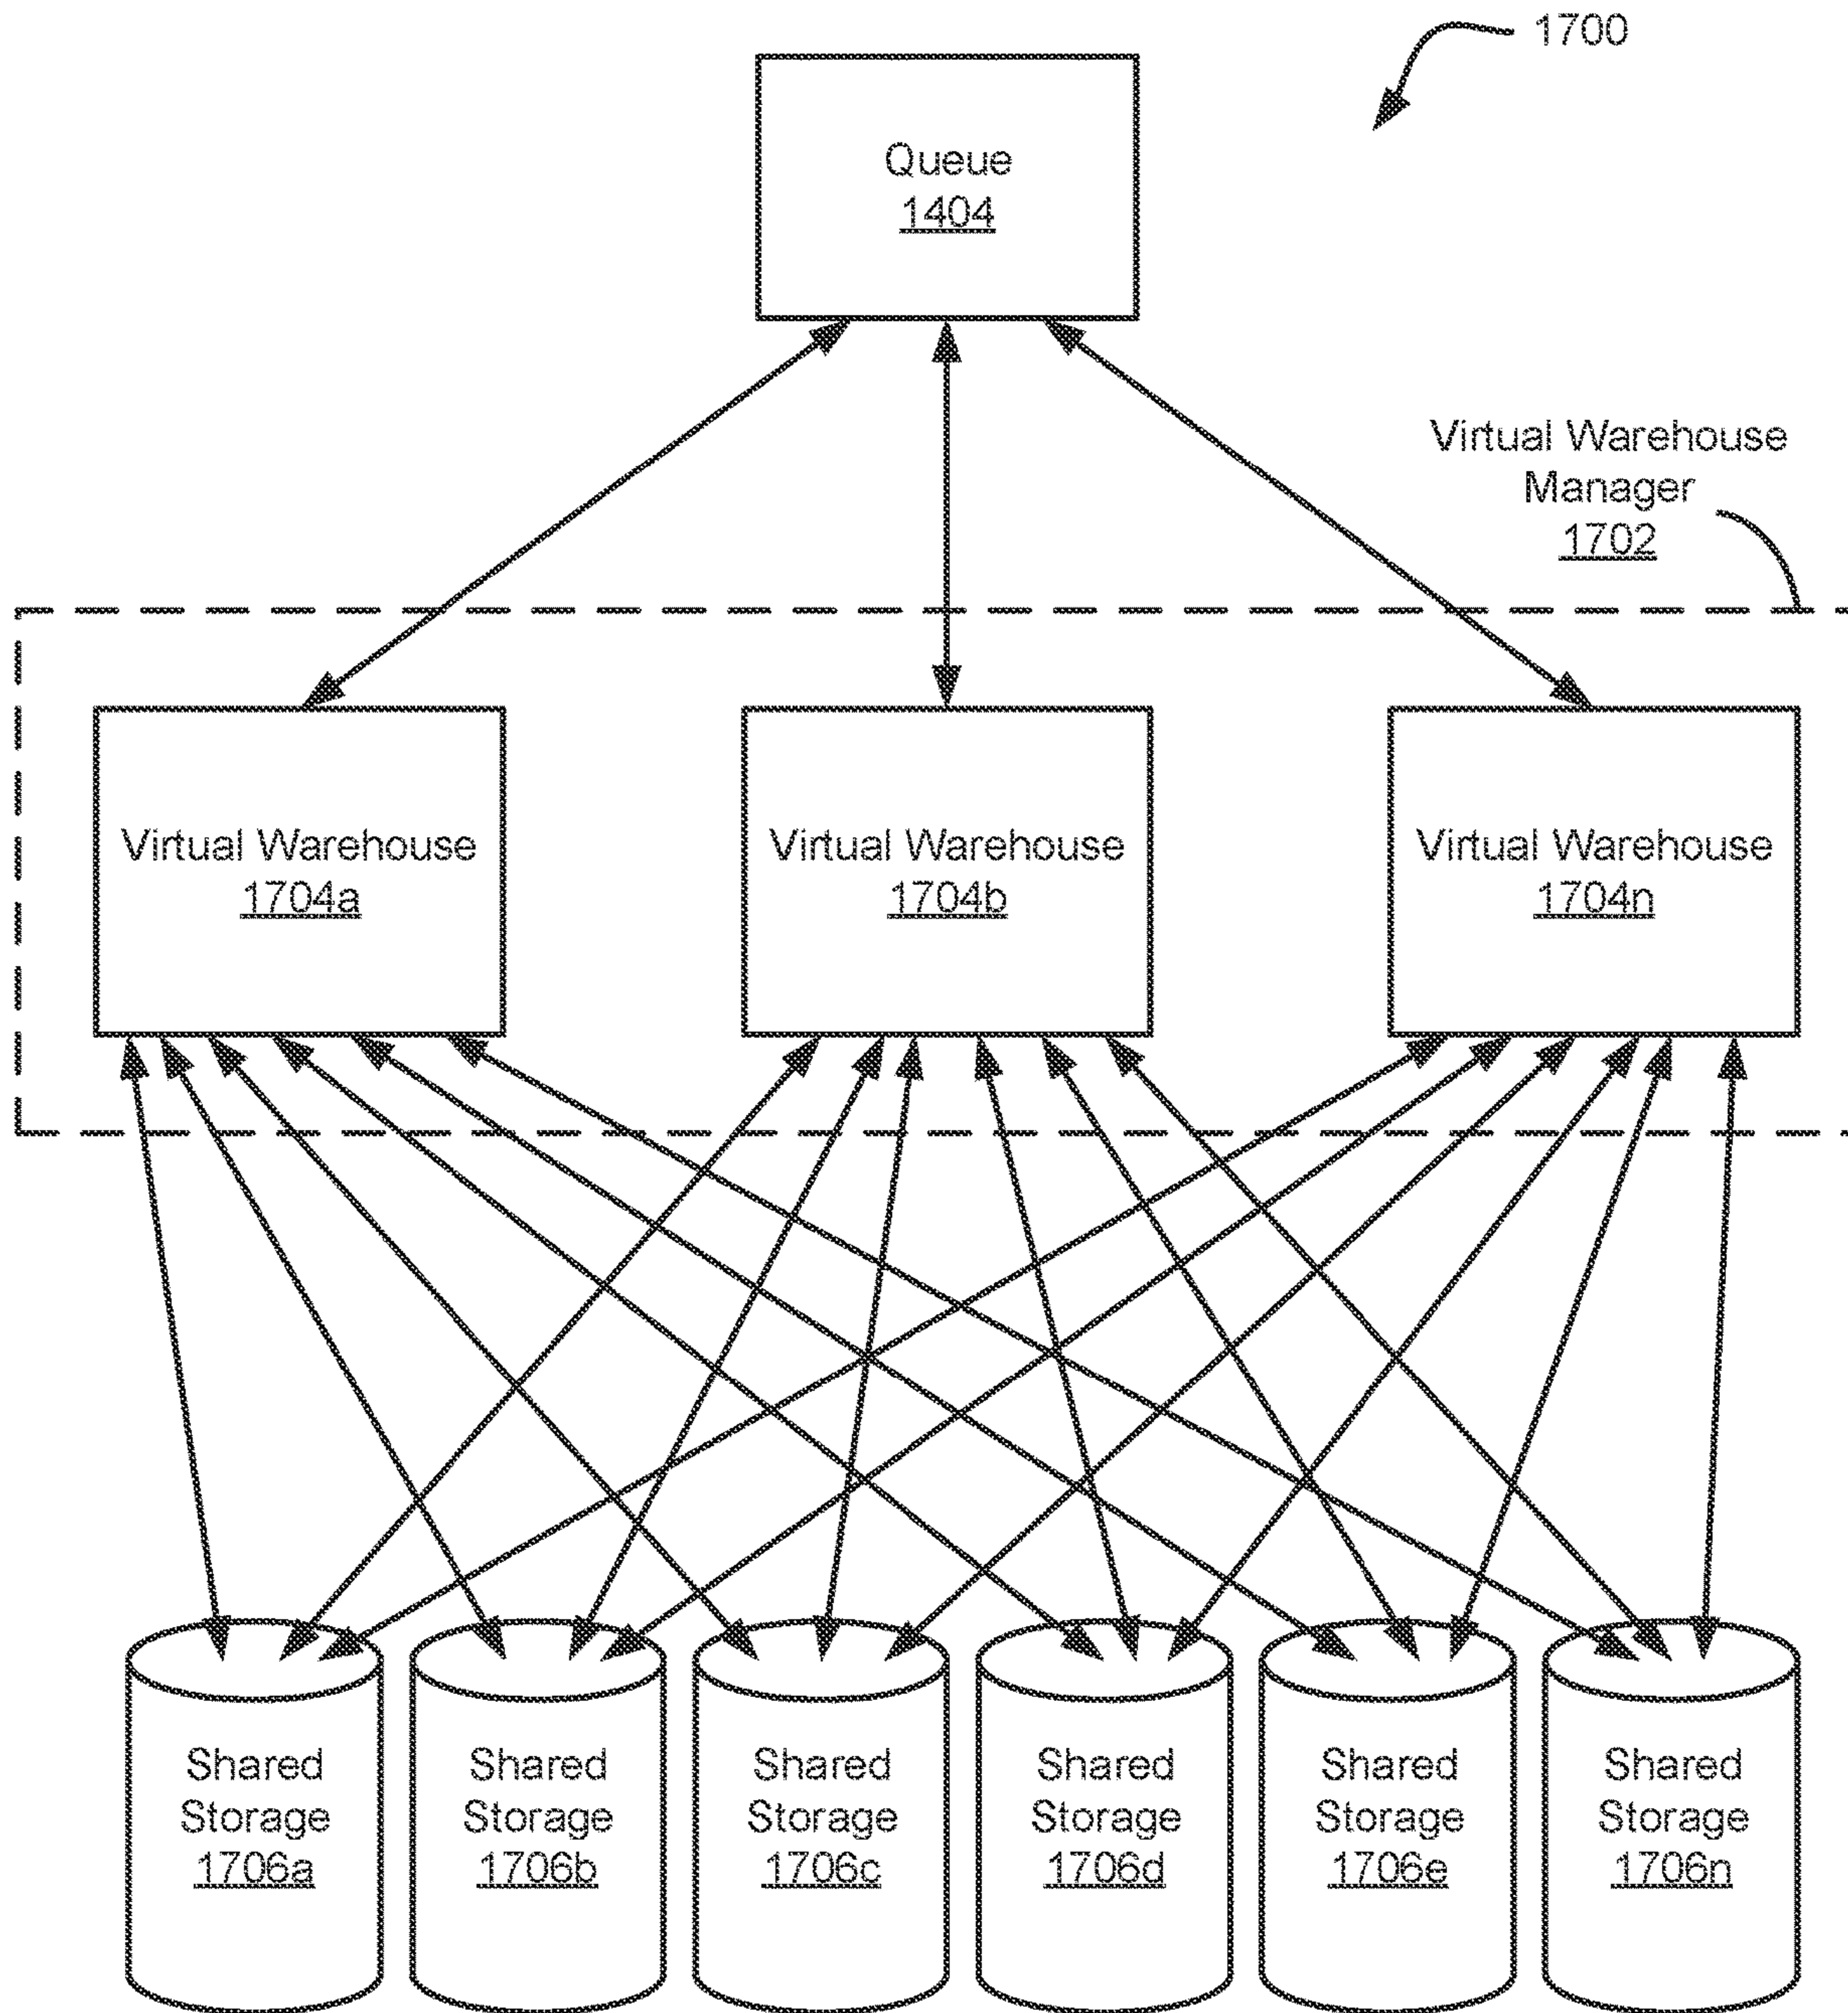 1700
Queue
1404
Virtual Warehouse
Manager
1702
Virtual Warehouse
1704a
Virtual Warehouse
1704b
Virtual Warehouse
1704n
Shared
Storage
1706a
Shared
Storage
1706b
Shared
Storage
1706c
Shared
Storage
1706d
Shared
Storage
1706e
Shared
Storage
1706n